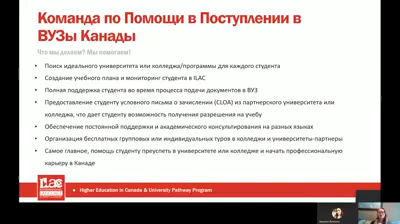 Команда по Помощи в Поступлении в
ВУЗы Канады
Что мы делаем? Мы помогаем!
• Поиск идеального университета или колледжа/программы для каждого студента
• Создание учебного плана и мониторинг студента в ILAC
• Полная поддержка студенту во время процесса подачи документов в ВУЗ
• Предоставление студенту условного письма о зачислении (CLOA) из партнерского университета или
колледжа, что дает студенту возможность получения разрешения на учебу
• Обеспечение постоянной поддержки и академического консультирования на разных языках
• Организация бесплатных групповых или индивидуальных туров в колледжи и университеты-партнеры
• Самое главное, помощь студенту преуспеть в университете или колледже и начать профессиональную
карьеру в Канаде
ilac
• Higher Education in Canada & University Pathway Program